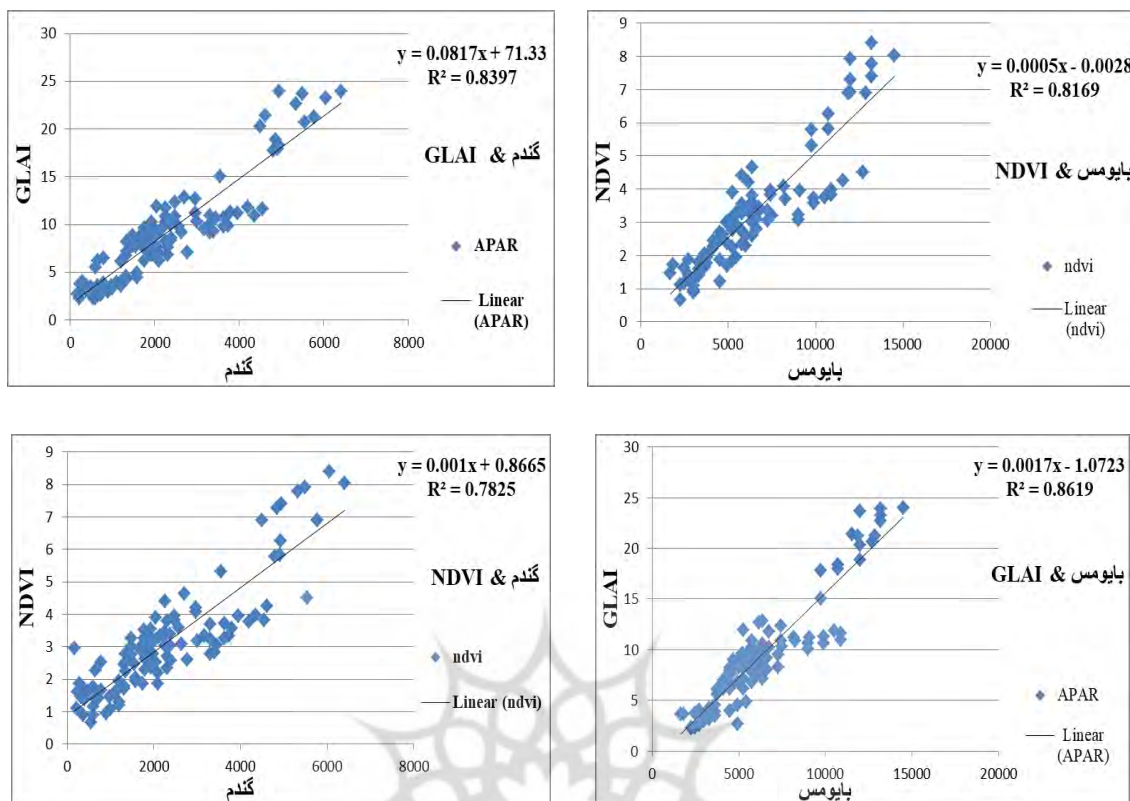 y = 0.0817x + 71.33
R² = 0.8397
GLAI & گندم
GLAI
30
25
20
15
10
5
0
0 2000 4000 6000 8000
گندم
APAR
Linear
(APAR)
y = 0.0005x - 0.0028
R² = 0.8169
NDVI & بایومس
NDVI
9
8
7
6
5
4
3
2
1
0
0 5000 10000 15000 20000
بایومس
ndvi
Linear
(ndvi)
y = 0.001x + 0.8665
R² = 0.7825
NDVI & گندم
NDVI
9
8
7
6
5
4
3
2
1
0
0 2000 4000 6000 8000
گندم
ndvi
Linear (ndvi)
y = 0.0017x - 1.0723
R² = 0.8619
GLAI & بایومس
GLAI
30
25
20
15
10
5
0
0 5000 10000 15000 20000
بایومس
APAR
Linear
(APAR)